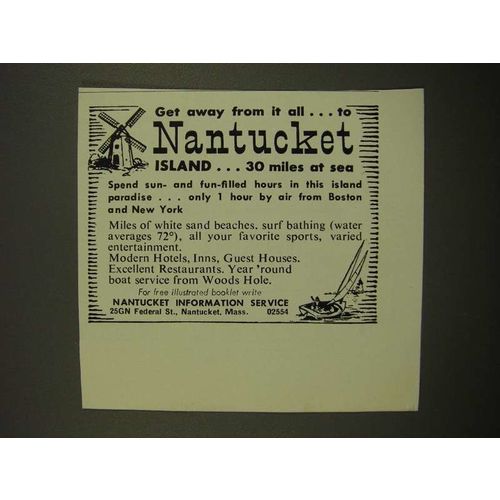 Get away from it all . . . to
Nantucket
ISLAND . . . 30 miles at sea
Spend sun- and fun-filled hours in this island
paradise . . . only 1 hour by air from Boston
and New York
Miles of white sand beaches. surf bathing (water
averages 72°), all your favorite sports, varied
entertainment.
Modern Hotels, Inns, Guest Houses.
Excellent Restaurants. Year 'round
boat service from Woods Hole.
For free illustrated booklet write
NANTUCKET INFORMATION SERVICE
25GN Federal St., Nantucket, Mass. 02554